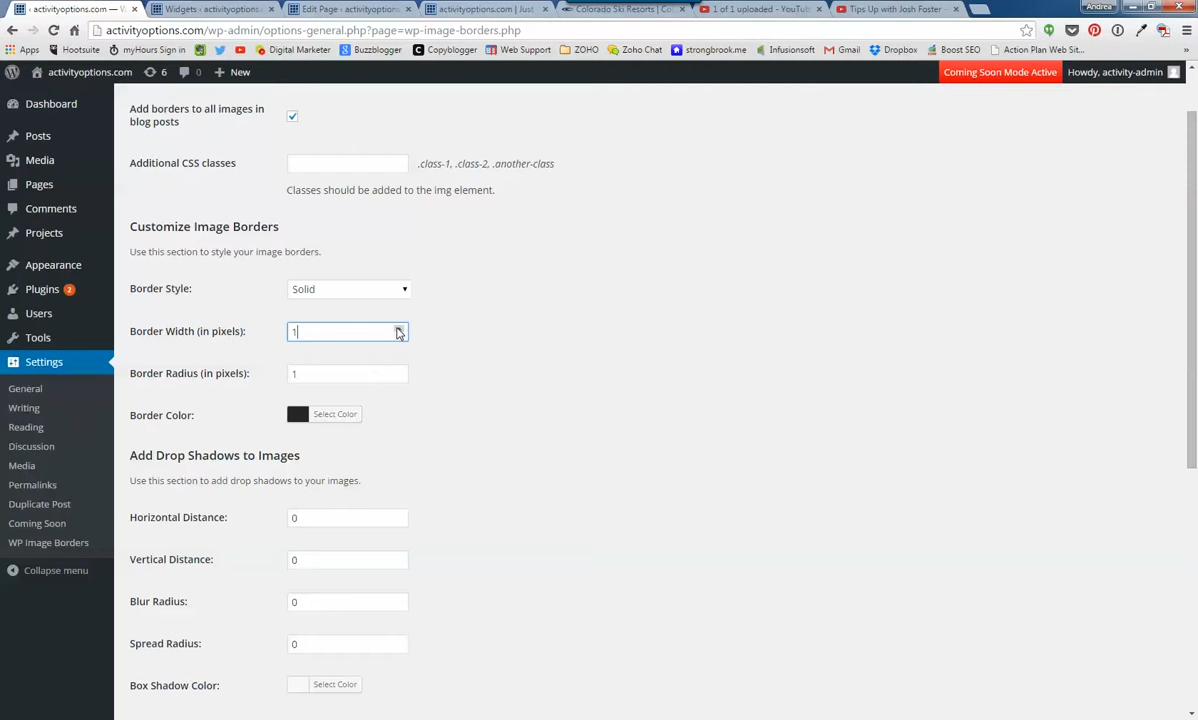 activityoptions.com — W
Widgets ‹ activityoptions.c
Edit Page ‹ activityoption
activityoptions.com | Just
Colorado Ski Resorts | Co
1 of 1 uploaded - YouTub
Tips Up with Josh Foster
Andrea
activityoptions.com/wp-admin/options-general.php?page=wp-image-borders.php
Apps
Hootsuite
myHours Sign in
Digital Marketer
Buzzblogger
Copyblogger
Web Support
ZOHO
Zoho Chat
strongbrook.me
Infusionsoft
Gmail
Dropbox
Boost SEO
Action Plan Web Sit...
activityoptions.com
6
0
New
Coming Soon Mode Active
Howdy, activity-admin
Dashboard
Posts
Media
Pages
Comments
Projects
Appearance
Plugins 2
Users
Tools
Settings
General
Writing
Reading
Discussion
Media
Permalinks
Duplicate Post
Coming Soon
WP Image Borders
Collapse menu
Add borders to all images in
blog posts
Additional CSS classes
.class-1, .class-2, .another-class
Classes should be added to the img element.
Customize Image Borders
Use this section to style your image borders.
Border Style:
Solid
Border Width (in pixels):
1
Border Radius (in pixels):
1
Border Color:
Select Color
Add Drop Shadows to Images
Use this section to add drop shadows to your images.
Horizontal Distance:
0
Vertical Distance:
0
Blur Radius:
0
Spread Radius:
0
Box Shadow Color:
Select Color